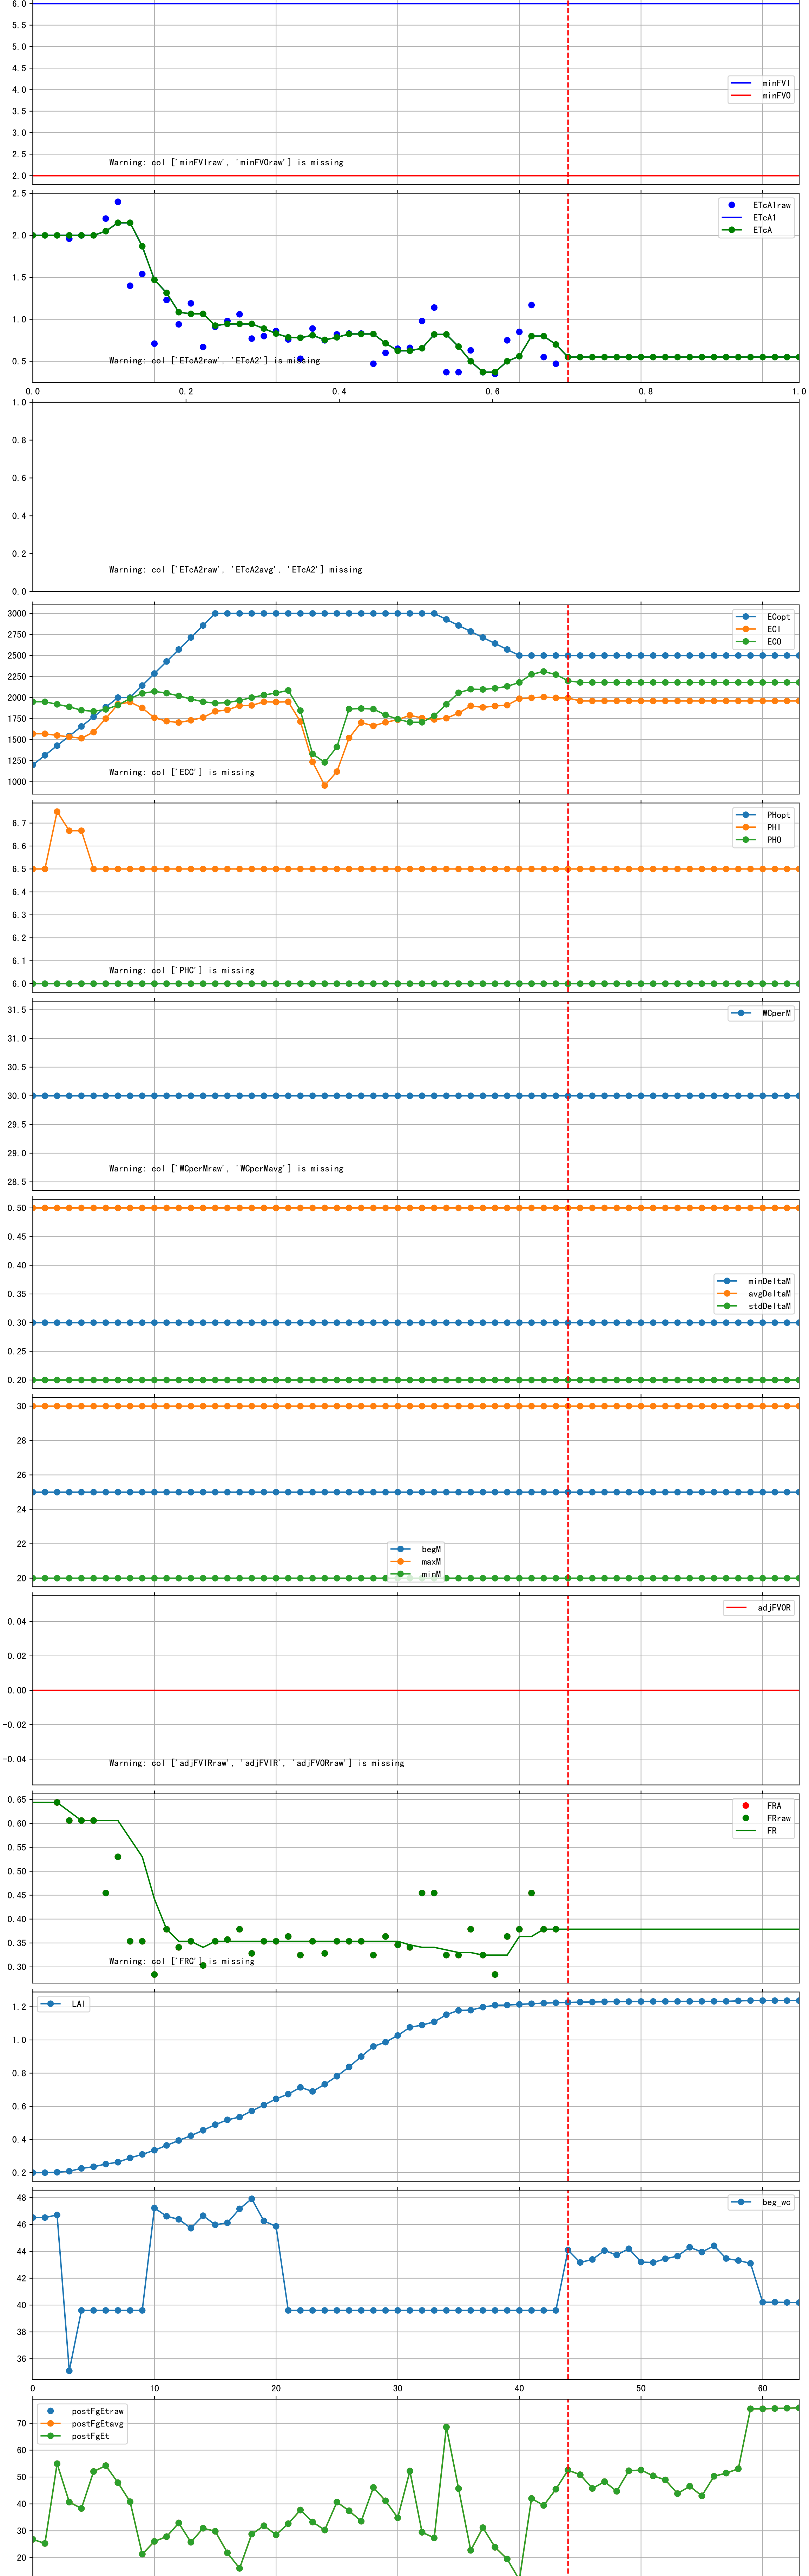 6.0
5.5
5.0
4.5
4.0
3.5
3.0
2.5
2.0
minFVI
minFVO
Warning: col ['minFVIraw', 'minFVOraw'] is missing
2.5
2.0
1.5
1.0
0.5
ETcA1raw
ETcA1
ETcA
Warning: col ['ETcA2raw', 'ETcA2'] is missing
0.0 0.2 0.4 0.6 0.8 1.0
1.0
0.8
0.6
0.4
0.2
0.0
Warning: col ['ETcA2raw', 'ETcA2avg', 'ETcA2'] missing
3000
2750
2500
2250
2000
1750
1500
1250
1000
ECopt
ECI
ECO
Warning: col ['ECC'] is missing
6.7
6.6
6.5
6.4
6.3
6.2
6.1
6.0
PHopt
PHI
PHO
Warning: col ['PHC'] is missing
31.5
31.0
30.5
30.0
29.5
29.0
28.5
WCperM
Warning: col ['WCperMraw', 'WCperMavg'] is missing
0.50
0.45
0.40
0.35
0.30
0.25
0.20
minDeltaM
avgDeltaM
stdDeltaM
30
28
26
24
22
20
begM
maxM
minM
0.04
0.02
0.00
−0.02
−0.04
adjFVOR
Warning: col ['adjFVIRraw', 'adjFVIR', 'adjFVORraw'] is missing
0.65
0.60
0.55
0.50
0.45
0.40
0.35
0.30
FRA
FRraw
FR
Warning: col ['FRC'] is missing
1.2
1.0
0.8
0.6
0.4
0.2
LAI
48
46
44
42
40
38
36
beg_wc
0 10 20 30 40 50 60
70
60
50
40
30
20
postFgEtraw
postFgEtavg
postFgEt